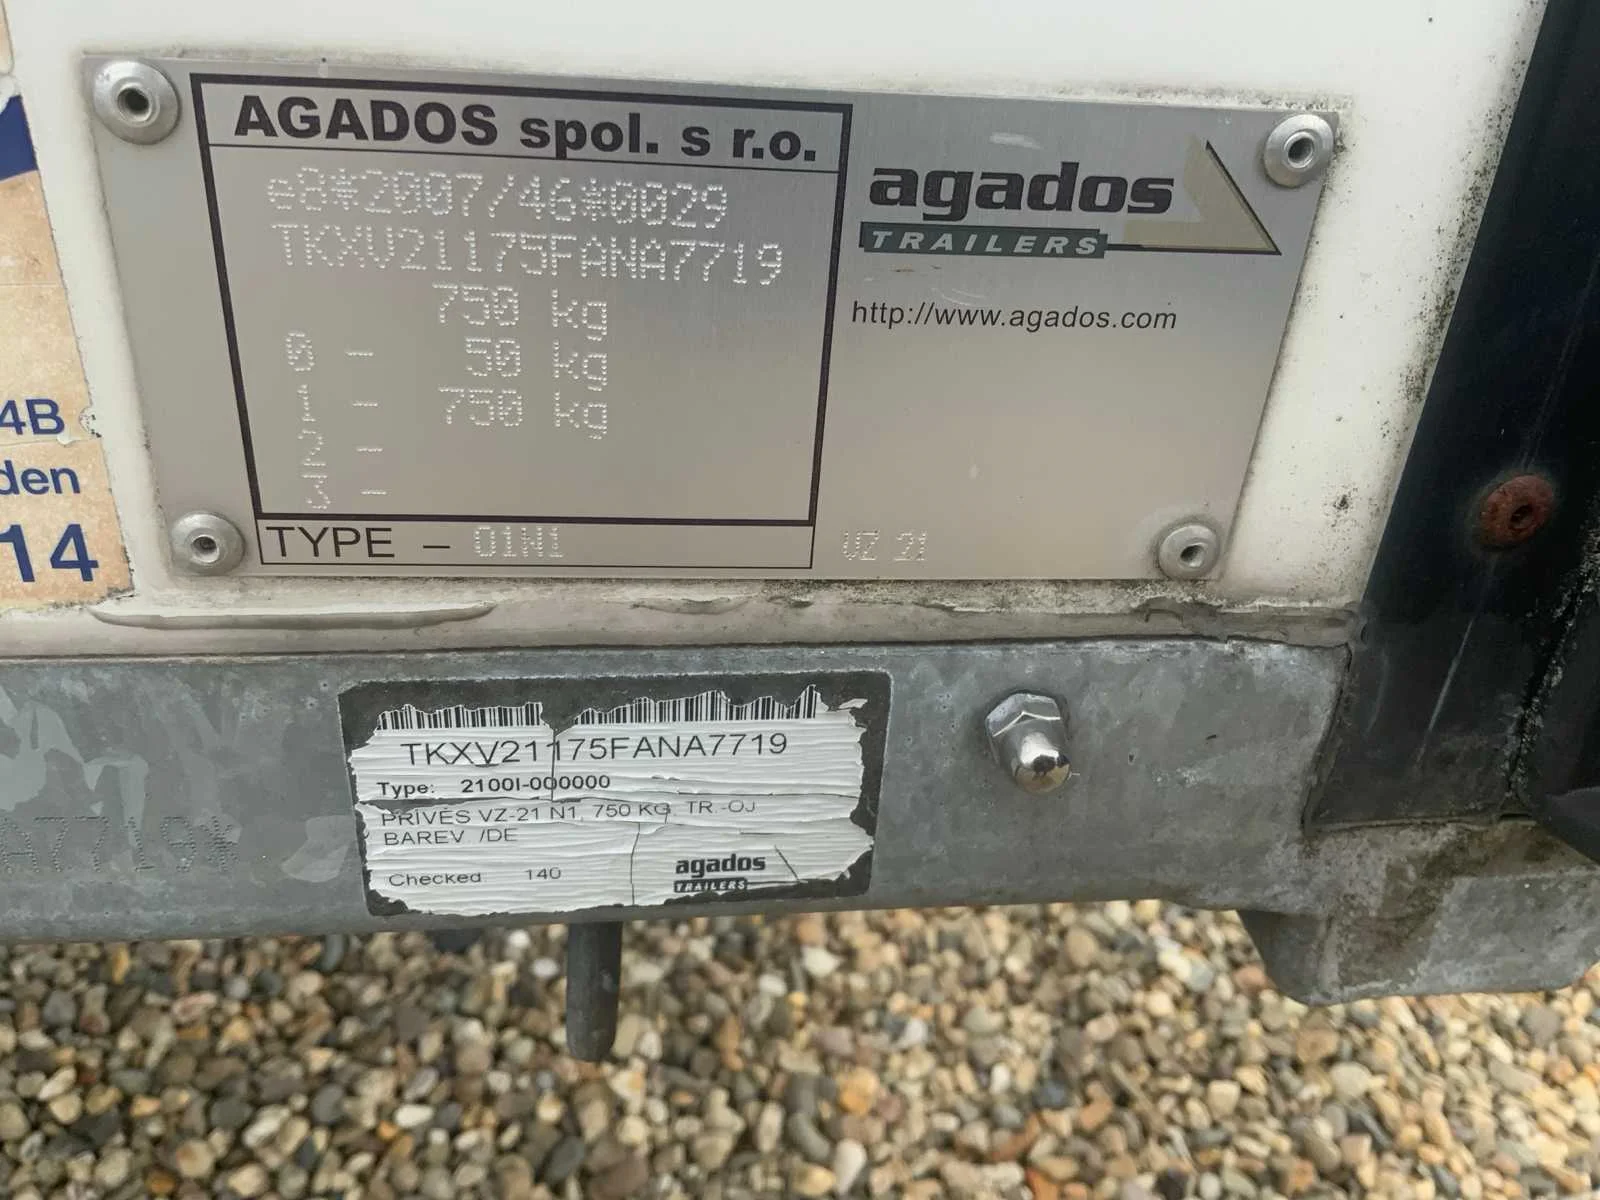 AGADOS spol. s r.o.
e8*2007/46*0029
TKXV21175FANA7719
750 kg
0 - 50 kg
1 - 750 kg
2 -
3 -
TYPE - O1N1
agados
TRAILERS
http://www.agados.com
VZ 21
4B
den
14
TKXV21175FANA7719
Type: 2100I-000000
PŘÍVĚS VZ-21 N1, 750 KG, TR.-OJ
BAREV. /DE
Checked 140
agados
TRAILERS
A7719*